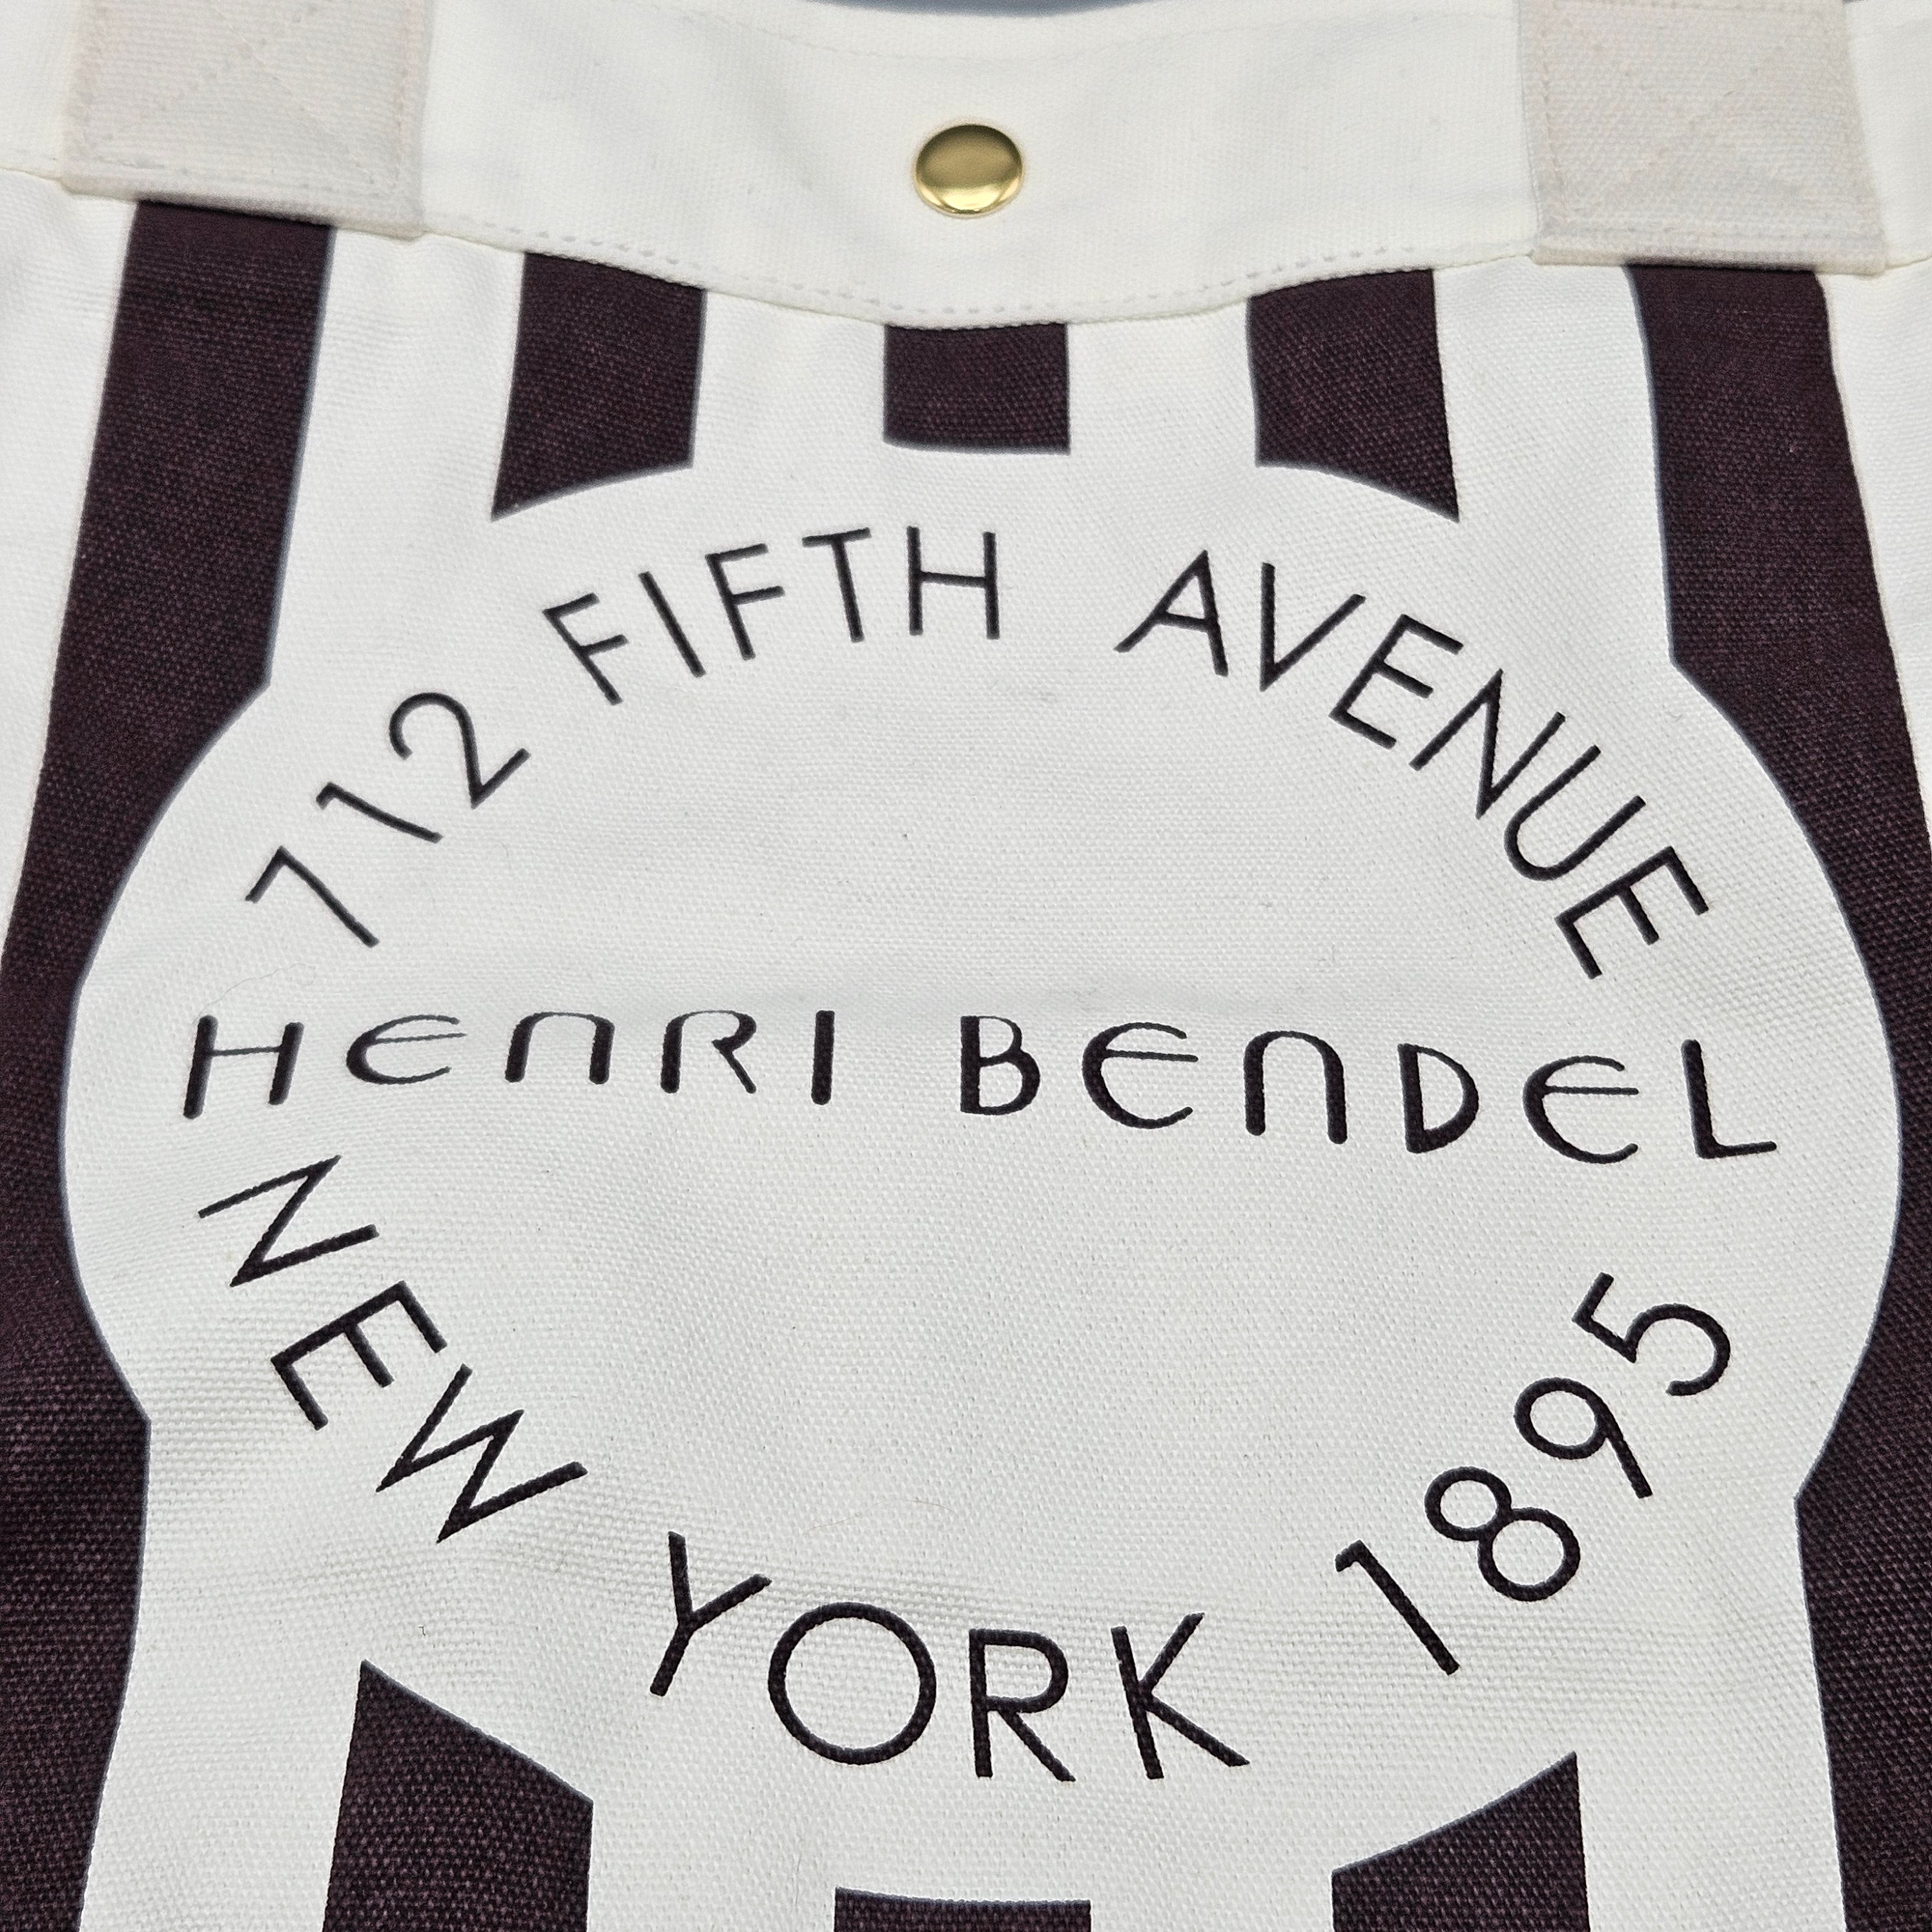 712 FIFTH AVENUE
HENRI BENDEL
NEW YORK 1895